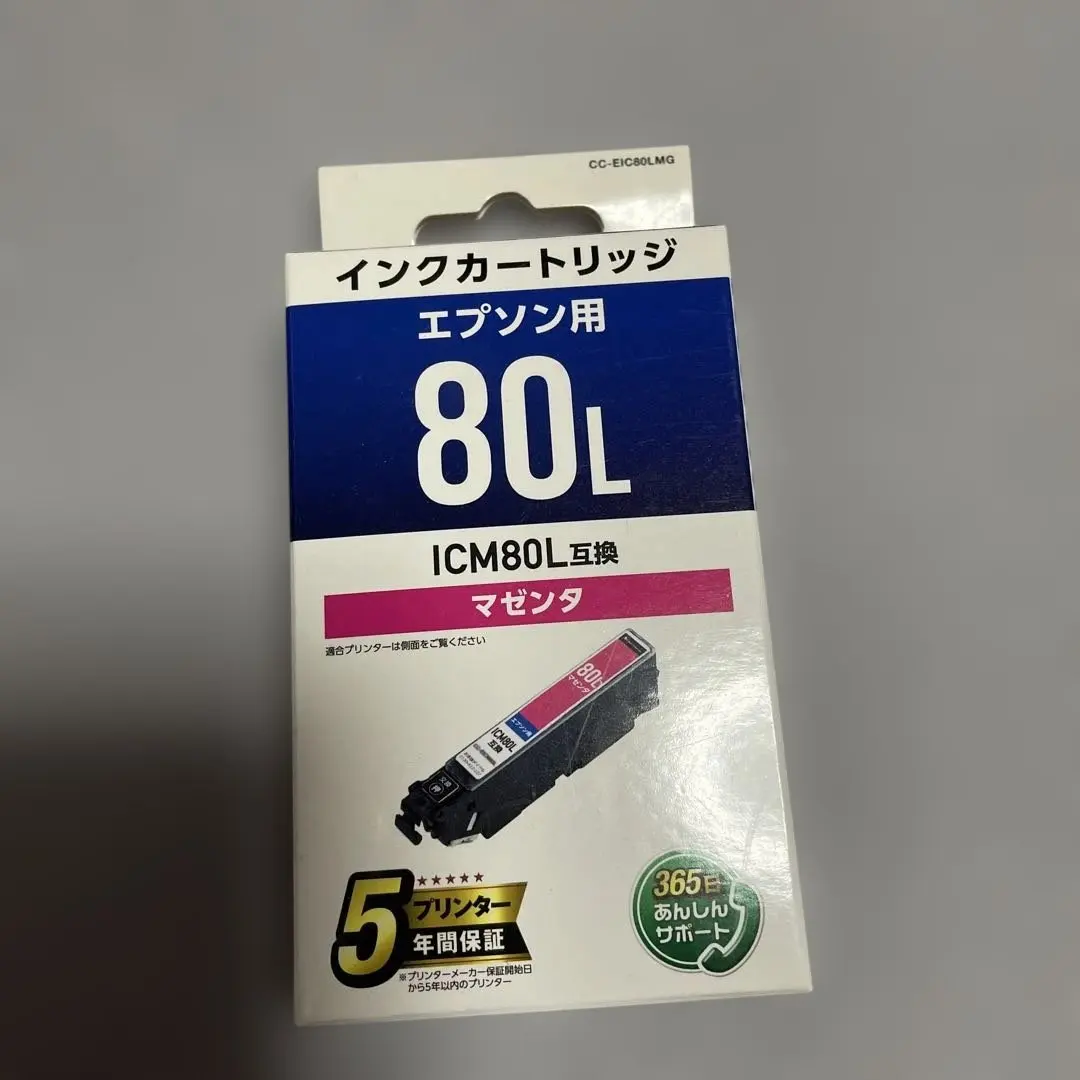 CC-EIC80LMG
インクカートリッジ
エプソン用
80L
ICM80L互換
マゼンタ
適合プリンターは側面をご覧ください
80L
マゼンタ
エプソン用
ICM80L
互換
交換
押
5
プリンター
年間保証
※プリンターメーカー保証開始日
から5年以内のプリンター
365日
あんしん
サポート